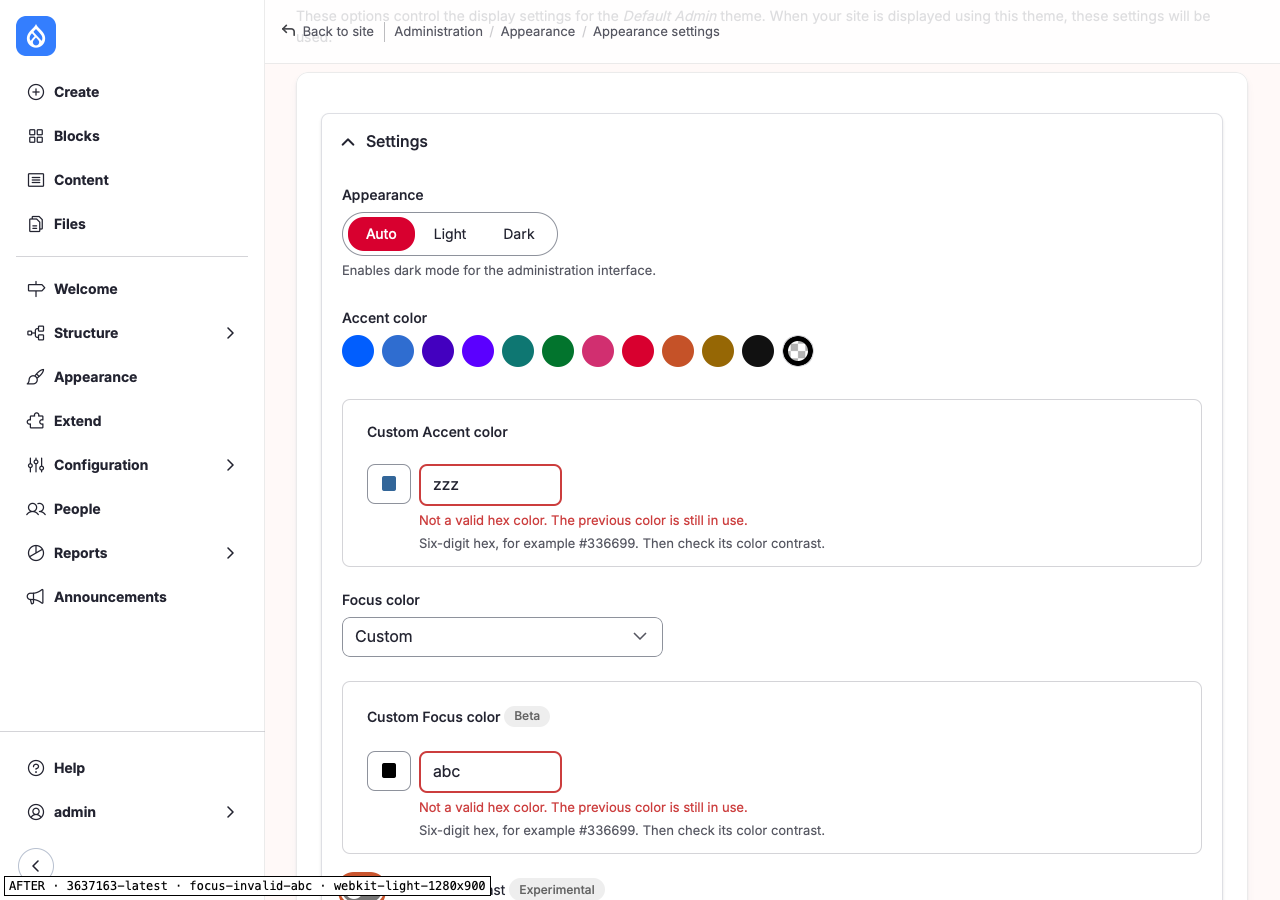 These options control the display settings for the Default Admin theme. When your site is displayed using this theme, these settings will be
used.
Back to site
Administration / Appearance / Appearance settings
Create
Blocks
Content
Files
Welcome
Structure
Appearance
Extend
Configuration
People
Reports
Announcements
Help
admin
Settings
Appearance
Auto Light Dark
Enables dark mode for the administration interface.
Accent color
Custom Accent color
zzz
Not a valid hex color. The previous color is still in use.
Six-digit hex, for example #336699. Then check its color contrast.
Focus color
Custom
Custom Focus color Beta
abc
Not a valid hex color. The previous color is still in use.
Six-digit hex, for example #336699. Then check its color contrast.
Experimental
AFTER · 3637163-latest · focus-invalid-abc · webkit-light-1280x900